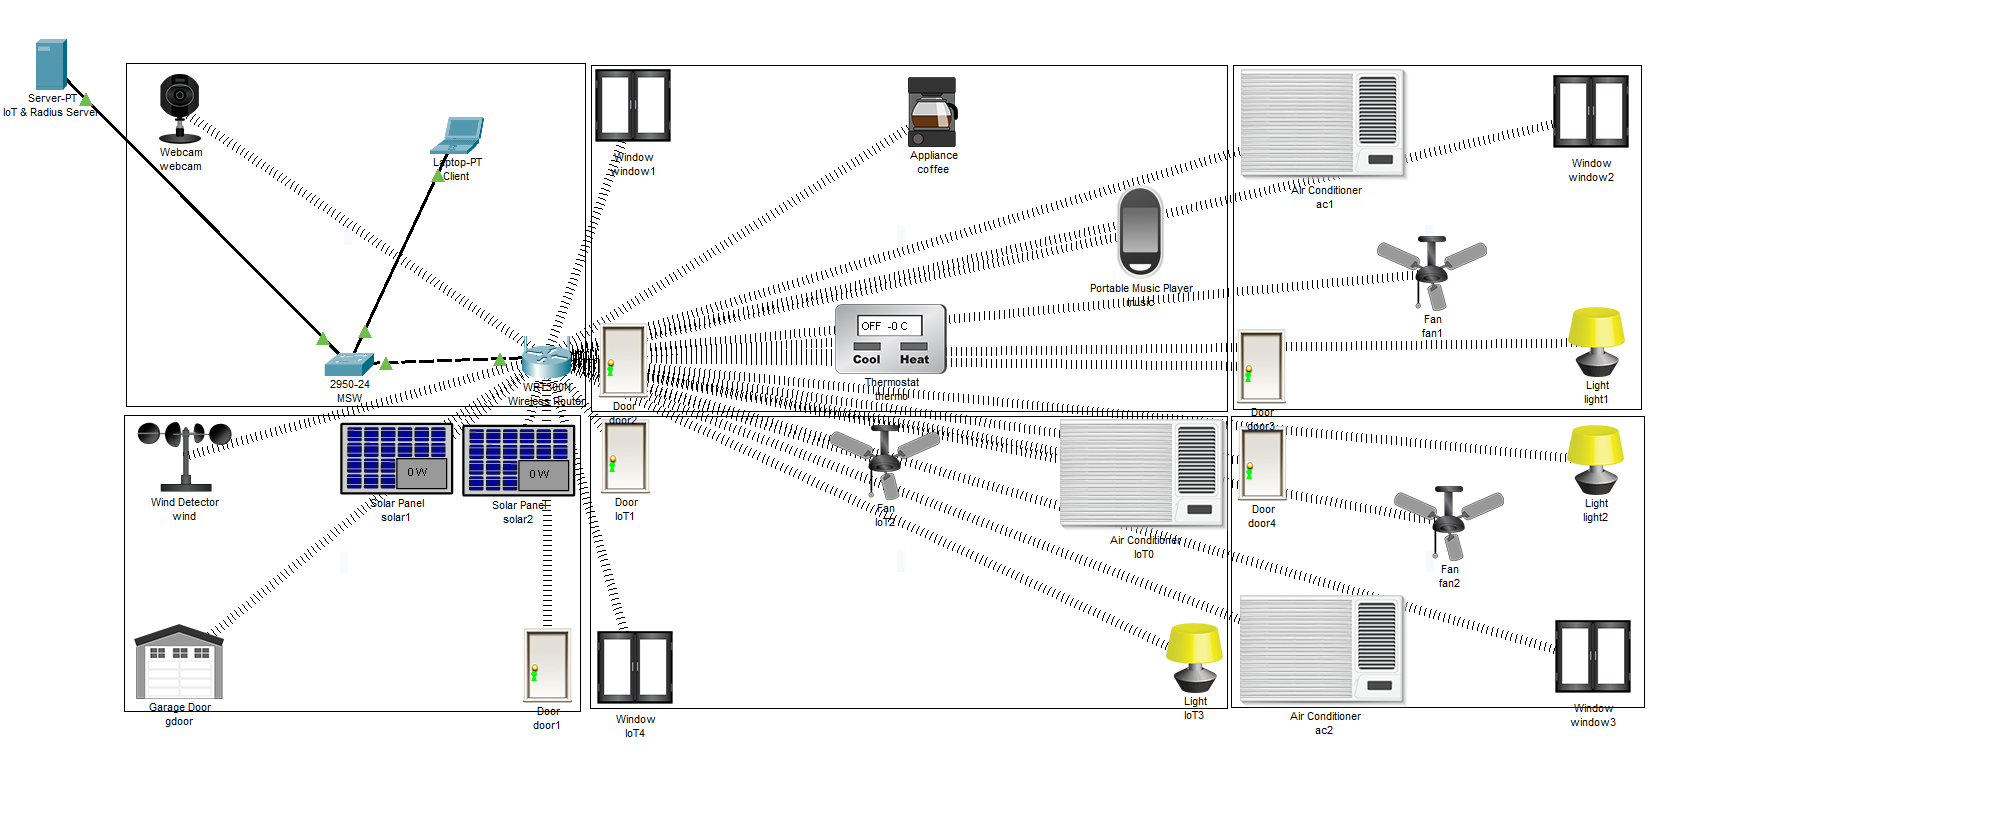 Server-PT
IoT & Radius Server
Webcam
webcam
Laptop-PT
Client
Window
window1
Appliance
coffee
Air Conditioner
ac1
Window
window2
Portable Music Player
music
OFF -0 C
Cool Heat
Thermostat
thermo
Fan
fan1
Light
light1
2950-24
MSW
WRT300N
Wireless Router
Door
door2
Door
door3
Wind Detector
wind
0 W
Solar Panel
solar1
0 W
Solar Panel
solar2
Door
IoT1
Fan
IoT2
Air Conditioner
IoT0
Door
door4
Light
light2
Fan
fan2
Garage Door
gdoor
Door
door1
Window
IoT4
Light
IoT3
Air Conditioner
ac2
Window
window3